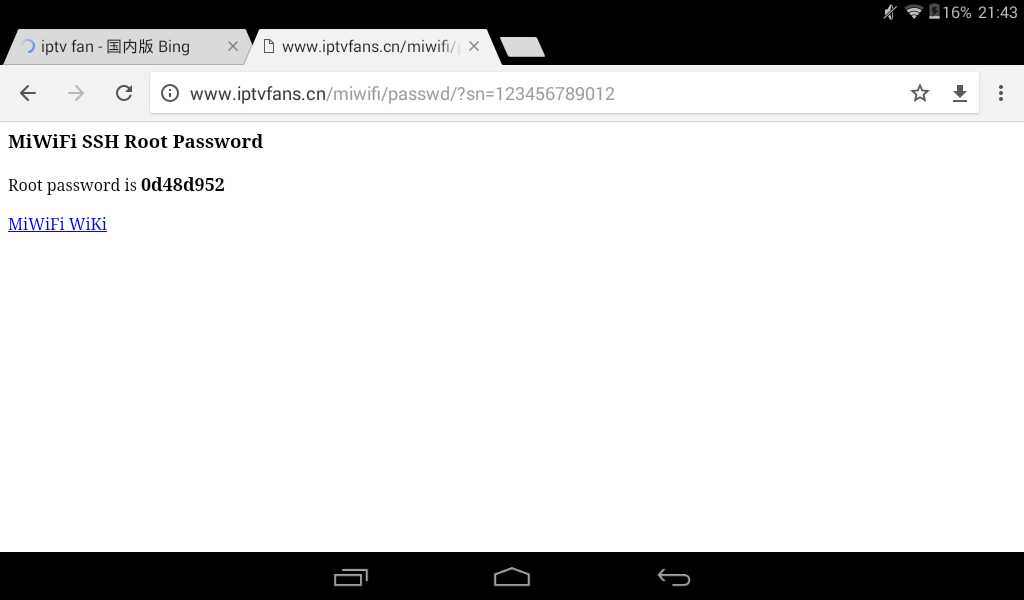 16% 21:43
iptv fan - 国内版 Bing
www.iptvfans.cn/miwifi/
www.iptvfans.cn/miwifi/passwd/?sn=123456789012
MiWiFi SSH Root Password
Root password is 0d48d952
MiWiFi WiKi